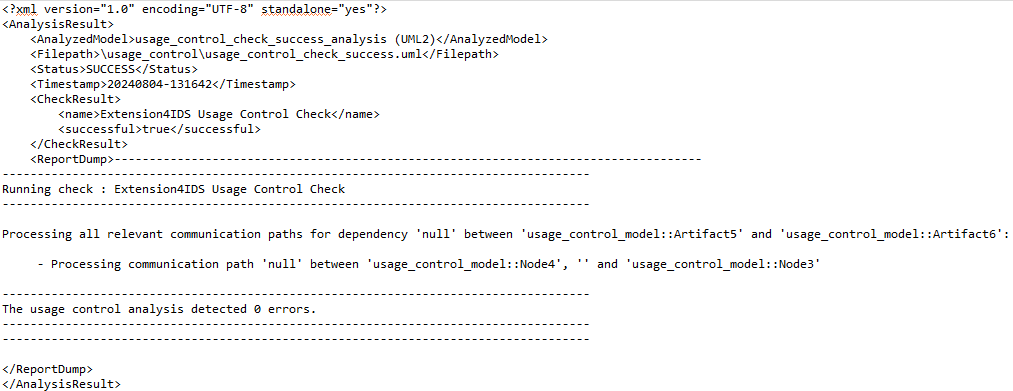 <?xml version="1.0" encoding="UTF-8" standalone="yes"?>
<AnalysisResult>
    <AnalyzedModel>usage_control_check_success_analysis (UML2)</AnalyzedModel>
    <Filepath>\usage_control\usage_control_check_success.uml</Filepath>
    <Status>SUCCESS</Status>
    <Timestamp>20240804-131642</Timestamp>
    <CheckResult>
        <name>Extension4IDS Usage Control Check</name>
        <successful>true</successful>
    </CheckResult>
    <ReportDump>------------------------------------------------------------------------------------
------------------------------------------------------------------------------------
Running check : Extension4IDS Usage Control Check
------------------------------------------------------------------------------------

Processing all relevant communication paths for dependency 'null' between 'usage_control_model::Artifact5' and 'usage_control_model::Artifact6':

     - Processing communication path 'null' between 'usage_control_model::Node4', '' and 'usage_control_model::Node3'

------------------------------------------------------------------------------------
The usage control analysis detected 0 errors.
------------------------------------------------------------------------------------
------------------------------------------------------------------------------------

</ReportDump>
</AnalysisResult>